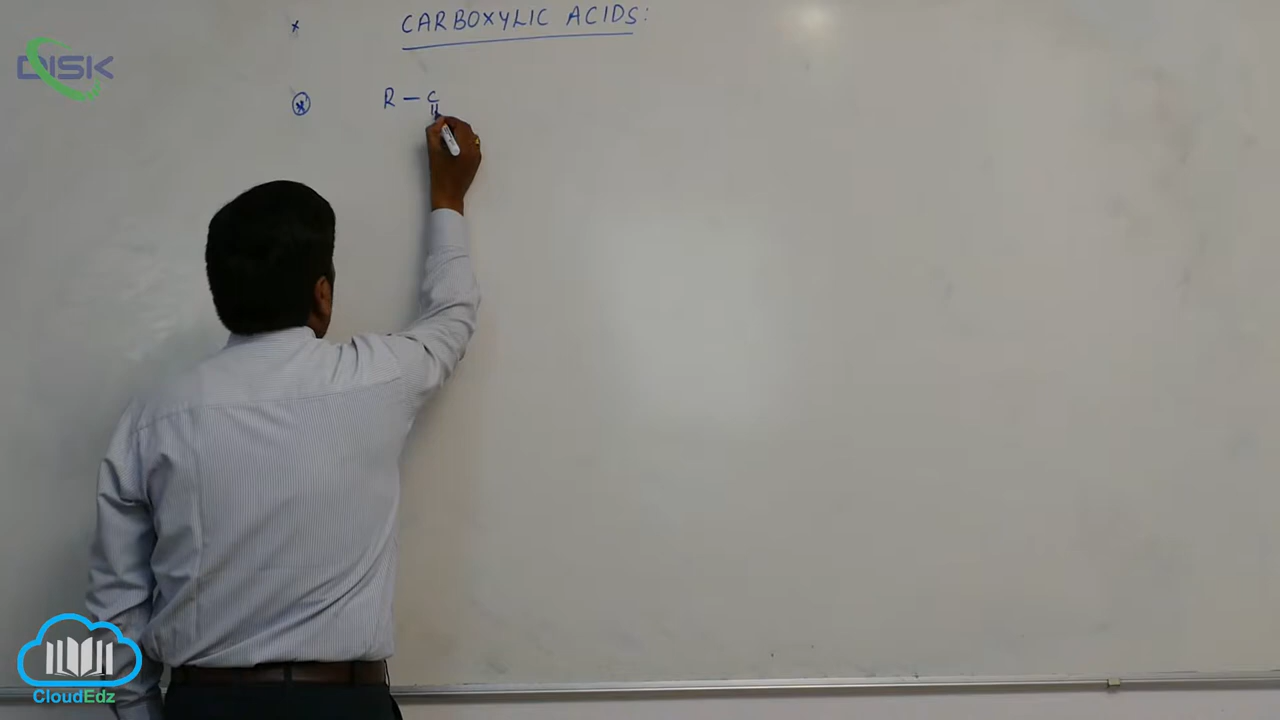 DISK
* CARBOXYLIC ACIDS:
* R - C
||
CloudEdz